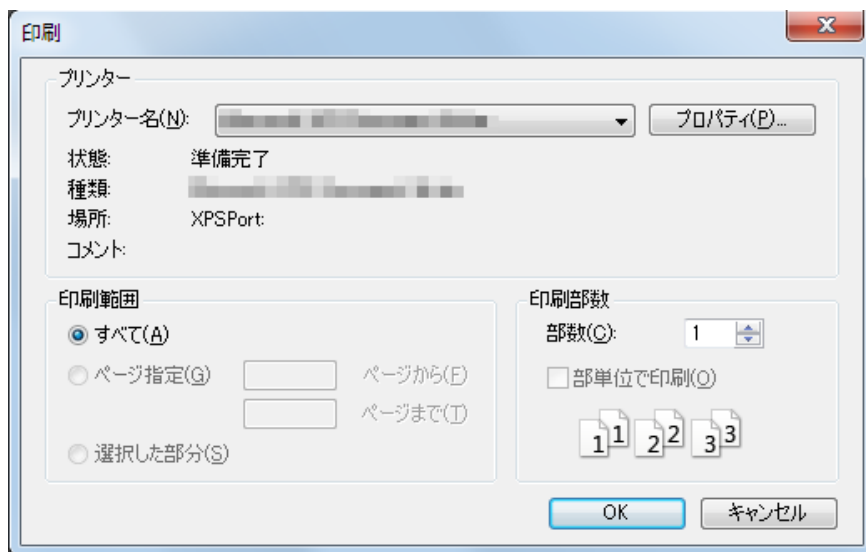 印刷
プリンター
プリンター名(N): プロパティ(P)...
状態: 準備完了
種類:
場所: XPSPort:
コメント:
印刷範囲
すべて(A)
ページ指定(G) ページから(F)
ページまで(T)
選択した部分(S)
印刷部数
部数(C): 1
部単位で印刷(O)
1 1 2 2 3 3
OK キャンセル